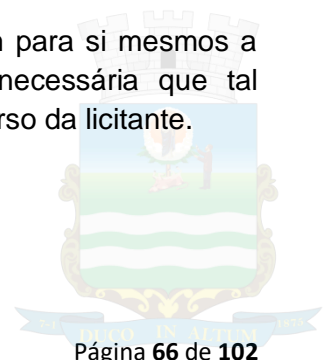 para si mesmos a
necessária que tal
rso da licitante.
DUCO IN ALTUM
Página 66 de 102